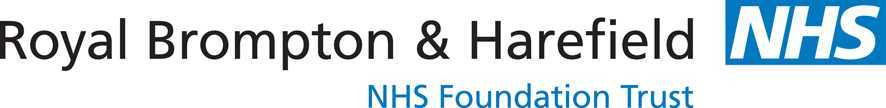 Royal Brompton & Harefield NHS
NHS Foundation Trust